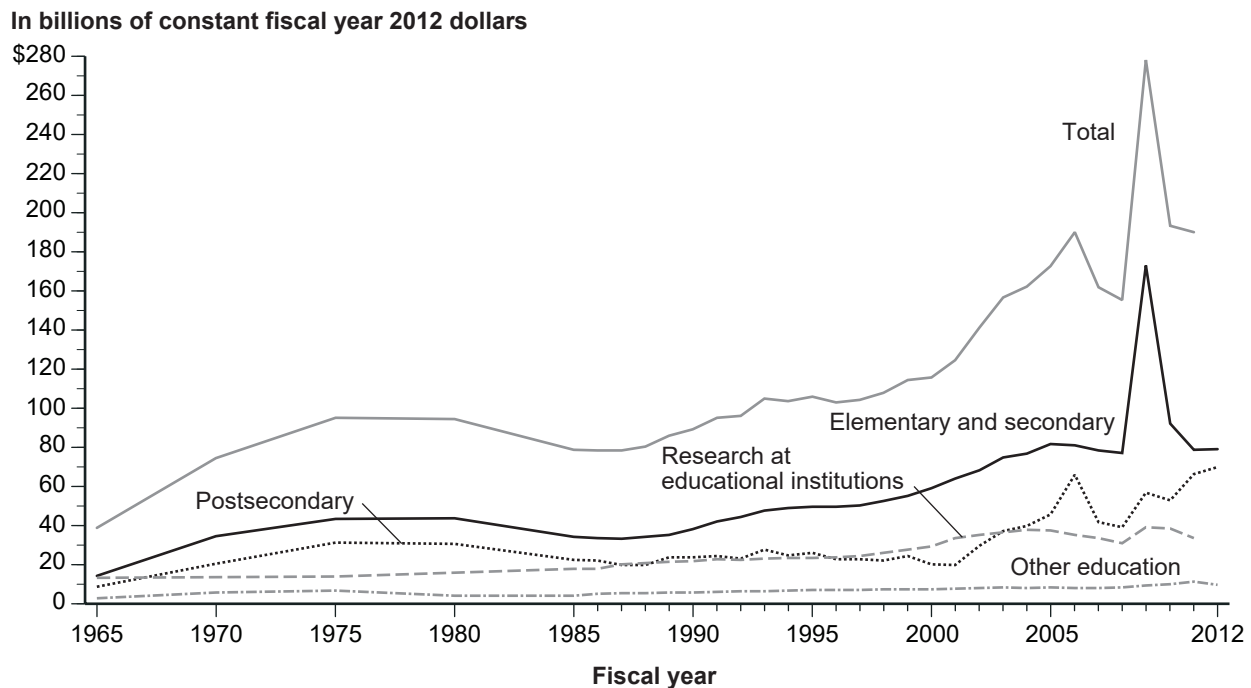 In billions of constant fiscal year 2012 dollars
$280
260
240
220
200
180
160
140
120
100
80
60
40
20
0
Total
Elementary and secondary
Research at
educational institutions
Postsecondary
Other education
1965 1970 1975 1980 1985 1990 1995 2000 2005 2012
Fiscal year